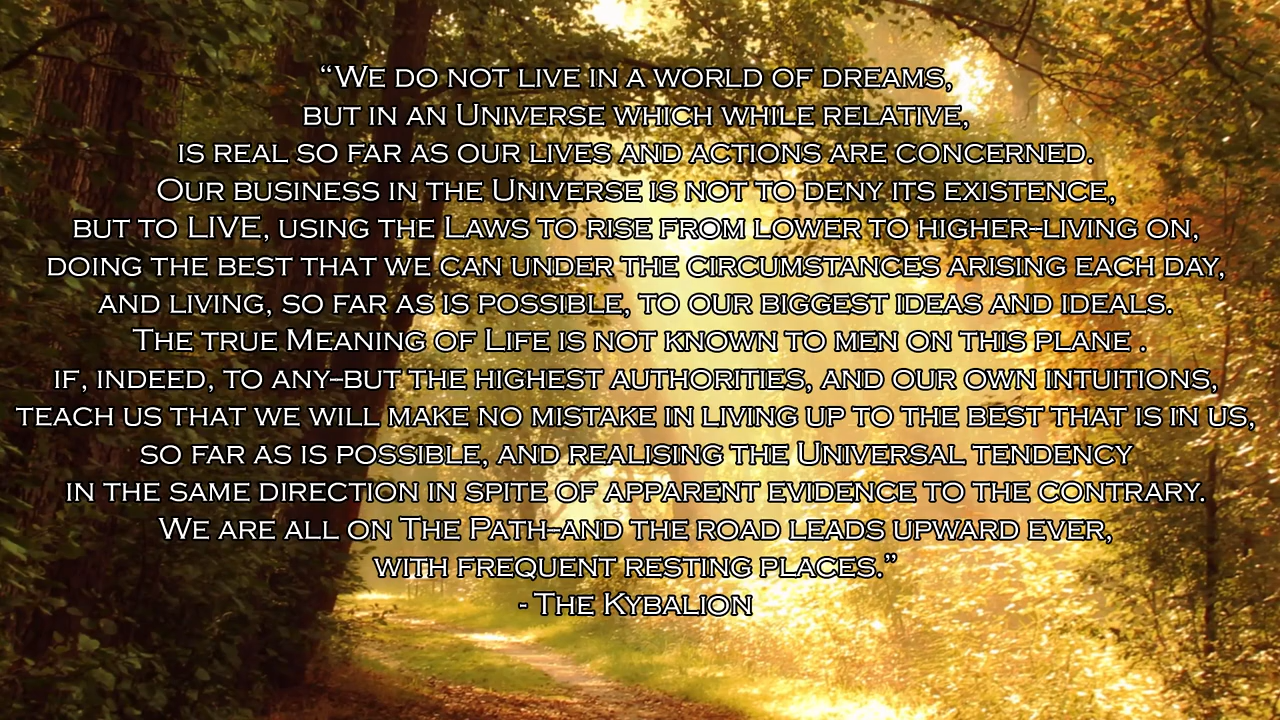 “We do not live in a world of dreams,
but in an Universe which while relative,
is real so far as our lives and actions are concerned.
Our business in the Universe is not to deny its existence,
but to LIVE, using the Laws to rise from lower to higher–living on,
doing the best that we can under the circumstances arising each day,
and living, so far as is possible, to our biggest ideas and ideals.
The true Meaning of Life is not known to men on this plane .
if, indeed, to any–but the highest authorities, and our own intuitions,
teach us that we will make no mistake in living up to the best that is in us,
so far as is possible, and realising the Universal tendency
in the same direction in spite of apparent evidence to the contrary.
We are all on The Path–and the road leads upward ever,
with frequent resting places.”
- The Kybalion